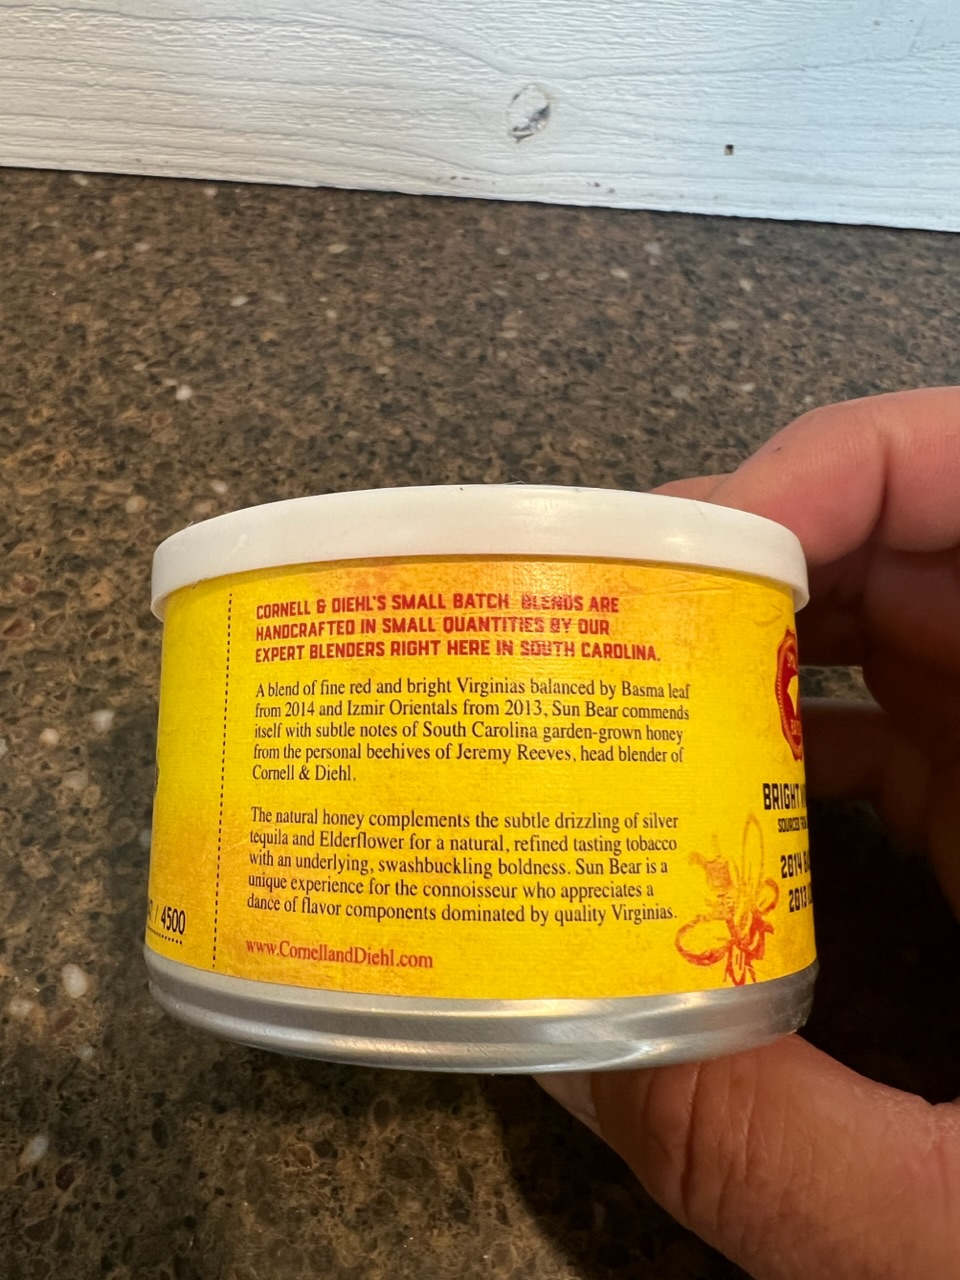 CORNELL & DIEHL'S SMALL BATCH BLENDS ARE
HANDCRAFTED IN SMALL QUANTITIES BY OUR
EXPERT BLENDERS RIGHT HERE IN SOUTH CAROLINA.
A blend of fine red and bright Virginias balanced by Basma leaf
from 2014 and Izmir Orientals from 2013, Sun Bear commends
itself with subtle notes of South Carolina garden-grown honey
from the personal beehives of Jeremy Reeves, head blender of
Cornell & Diehl.
The natural honey complements the subtle drizzling of silver
tequila and Elderflower for a natural, refined tasting tobacco
with an underlying, swashbuckling boldness. Sun Bear is a
unique experience for the connoisseur who appreciates a
dance of flavor components dominated by quality Virginias.
www.CornellandDiehl.com
/ 4500
BRIGHT
SOURCED
2014
2013